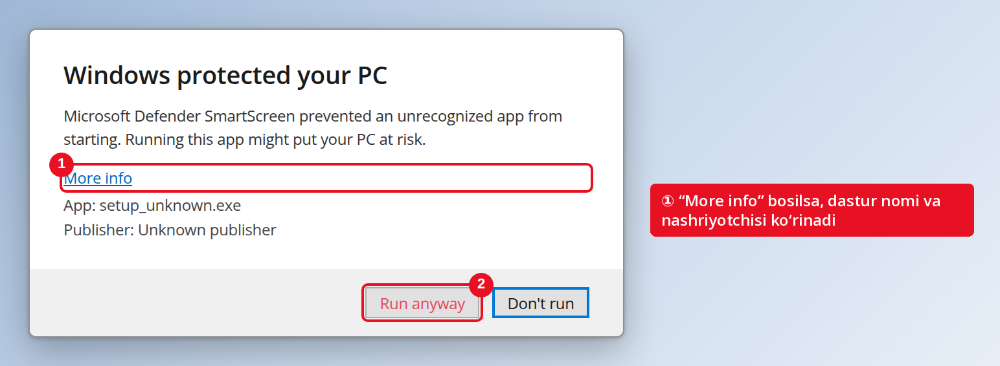 Windows protected your PC
Microsoft Defender SmartScreen prevented an unrecognized app from
starting. Running this app might put your PC at risk.
1
More info
App: setup_unknown.exe
Publisher: Unknown publisher
Run anyway
2
Don't run
① “More info” bosilsa, dastur nomi va
nashriyotchisi ko‘rinadi